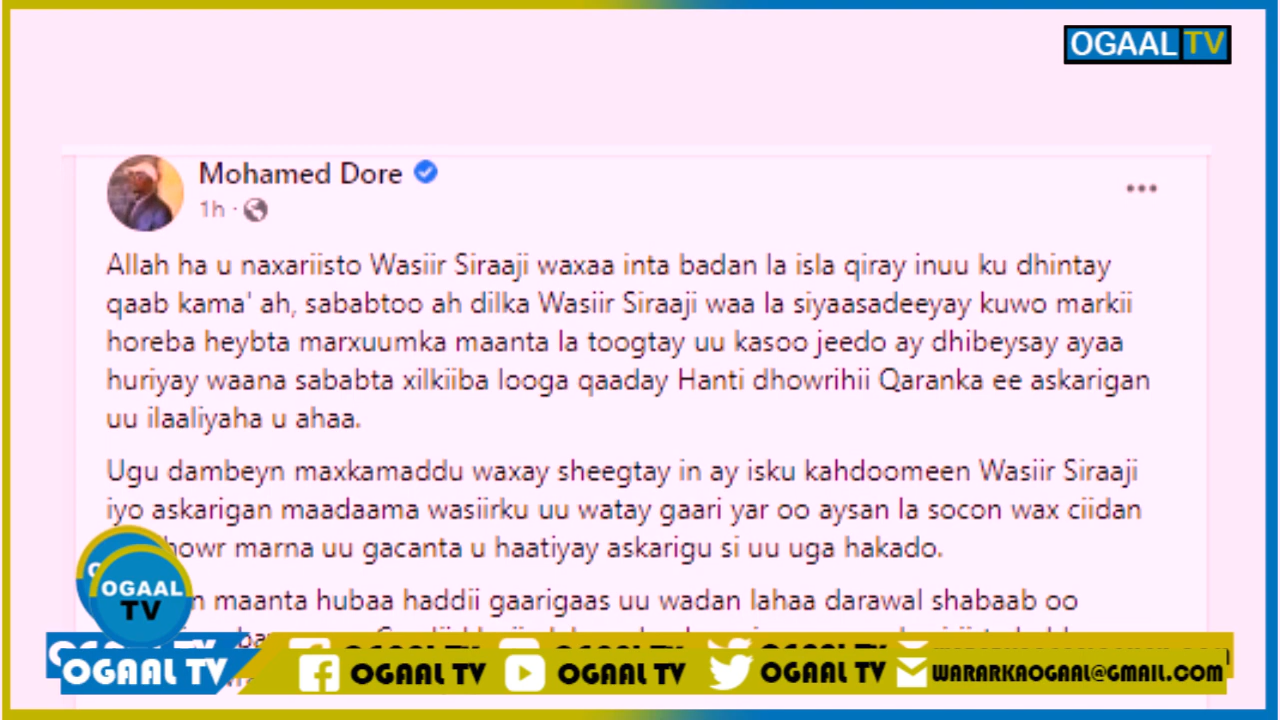 OGAAL TV
Mohamed Dore
1h ·
Allah ha u naxariisto Wasiir Siraaji waxaa inta badan la isla qiray inuu ku dhintay
qaab kama' ah, sababtoo ah dilka Wasiir Siraaji waa la siyaasadeeyay kuwo markii
horeba heybta marxuumka maanta la toogtay uu kasoo jeedo ay dhibeysay ayaa
huriyay waana sababta xilkiiba looga qaaday Hanti dhowrihii Qaranka ee askarigan
uu ilaaliyaha u ahaa.
Ugu dambeyn maxkamaddu waxay sheegtay in ay isku kahdoomeen Wasiir Siraaji
iyo askarigan maadaama wasiirku uu watay gaari yar oo aysan la socon wax ciidan
marna uu gacanta u haatiyay askarigu si uu uga hakado.
maanta hubaa haddii gaarigaas uu wadan lahaa darawal shabaab oo
OGAAL TV
OGAAL TV OGAAL TV OGAAL TV OGAAL TV WARARKAOGAAL@GMAIL.COM